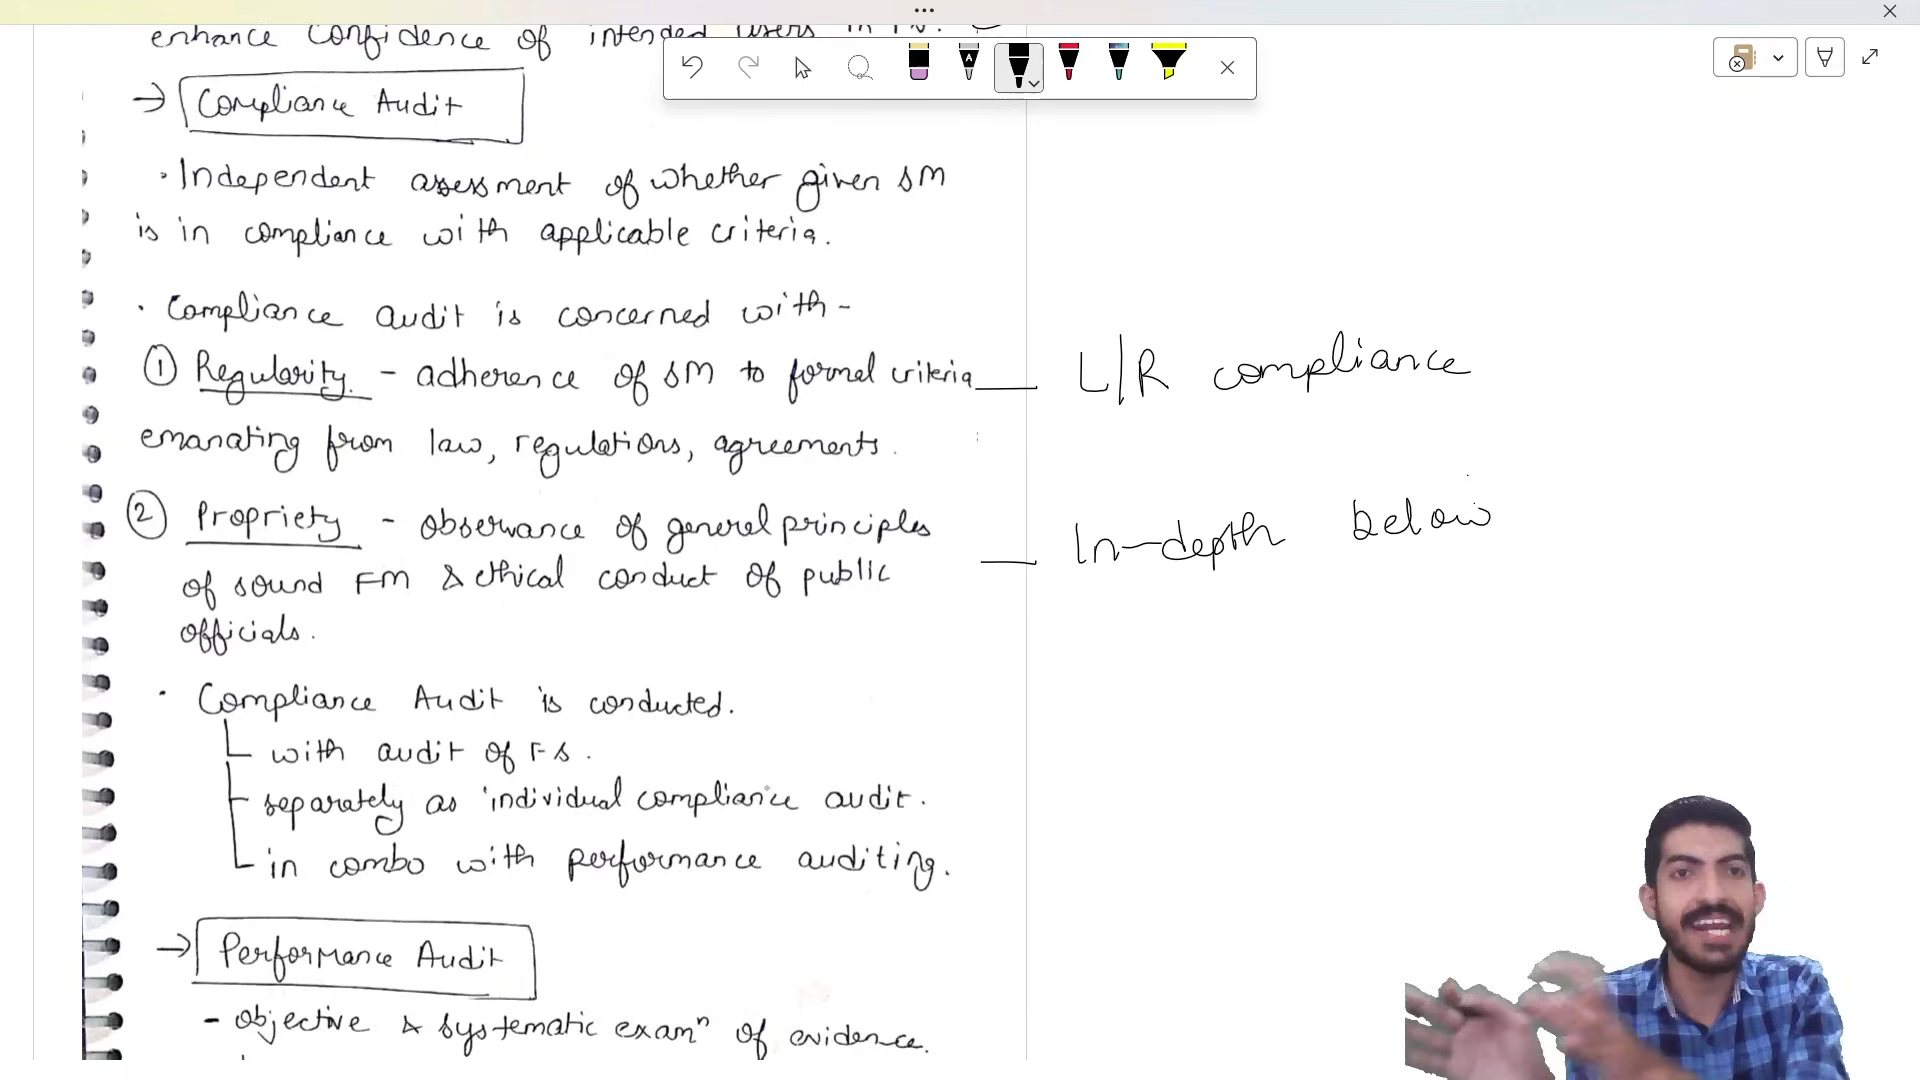 enhance confidence of intended users in FS.
→ Compliance Audit
· Independent assessment of whether given SM
is in compliance with applicable criteria.
· Compliance audit is concerned with -
① Regularity - adherence of SM to formal criteria
L/R compliance
emanating from law, regulations, agreements.
② Propriety - observance of general principles
In-depth below
of sound FM & ethical conduct of public
officials.
· Compliance Audit is conducted.
with audit of FS.
separately as individual compliance audit.
in combo with performance auditing.
→ Performance Audit
- objective & systematic examⁿ of evidence.